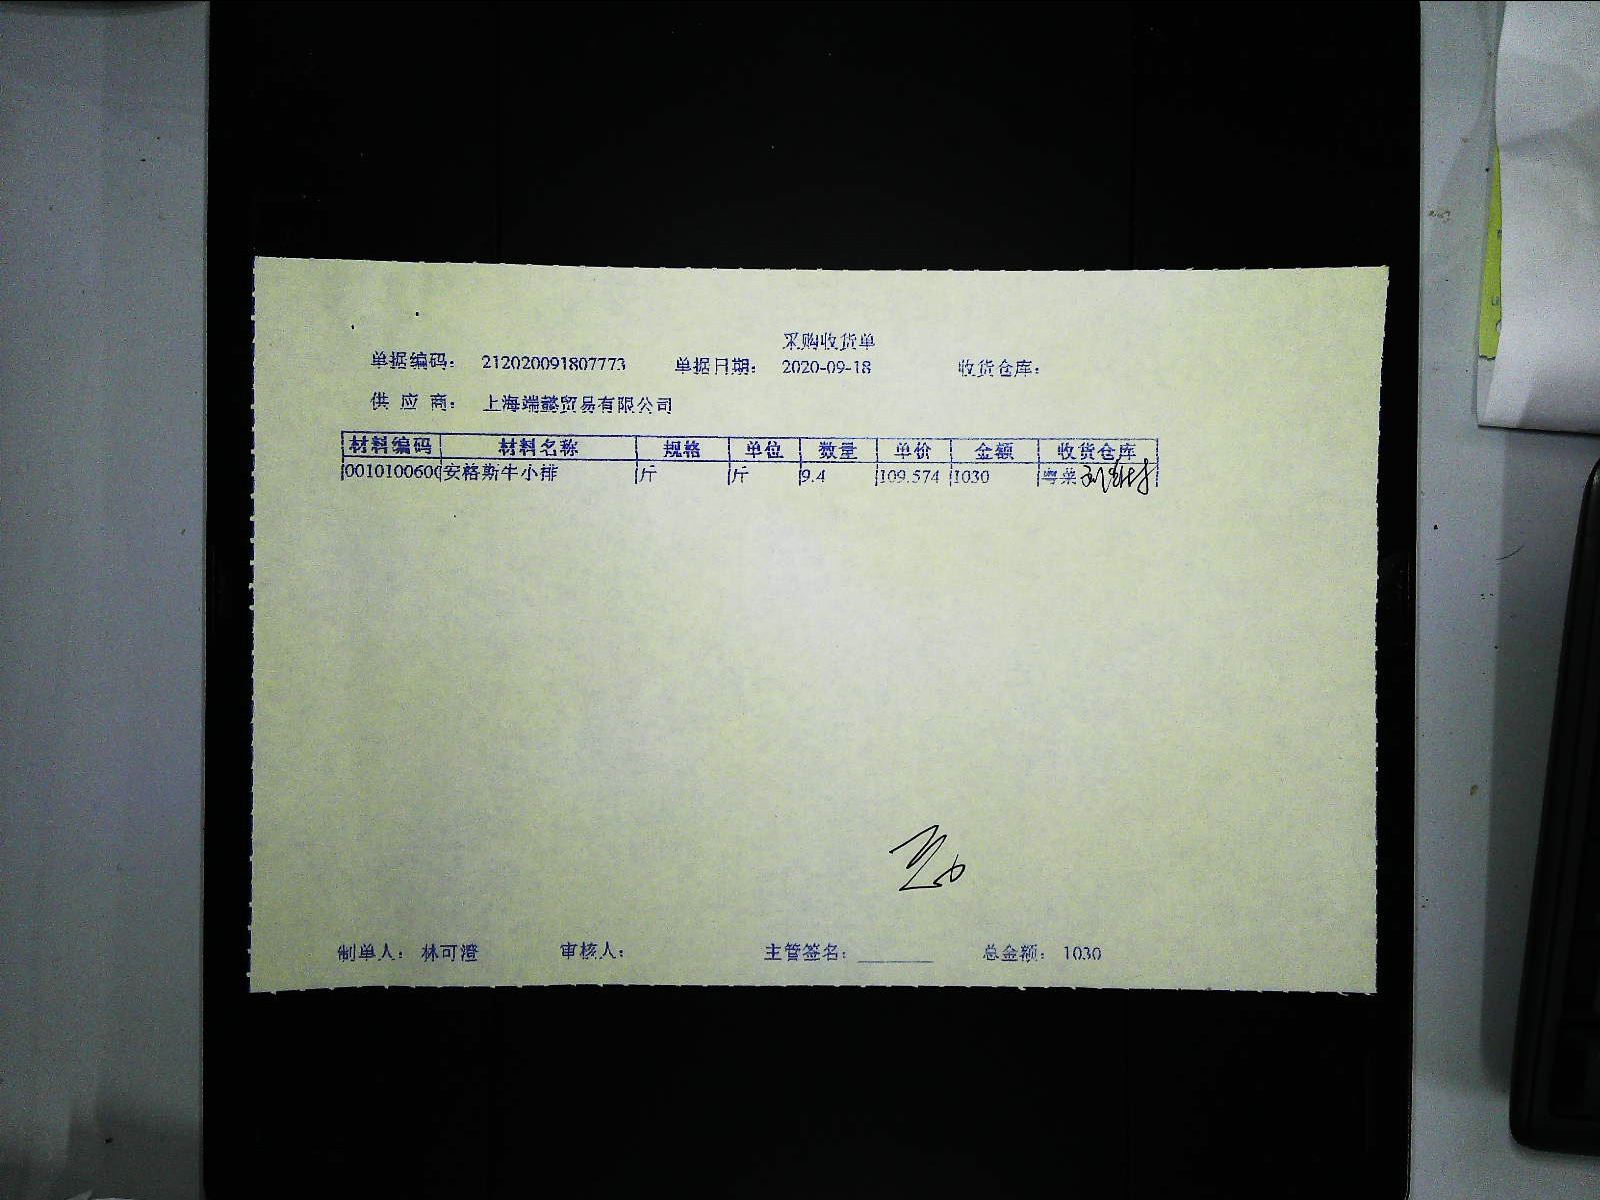 采购收货单
单据编码： 212020091807773 单据日期： 2020-09-18 收货仓库：
供 应 商： 上海端懿贸易有限公司
材料编码 材料名称 规格 单位 数量 单价 金额 收货仓库
0010100600 安格斯牛小排 斤 斤 9.4 109.574 1030 粤菜
制单人： 林可澄 审核人： 主管签名： 总金额： 1030